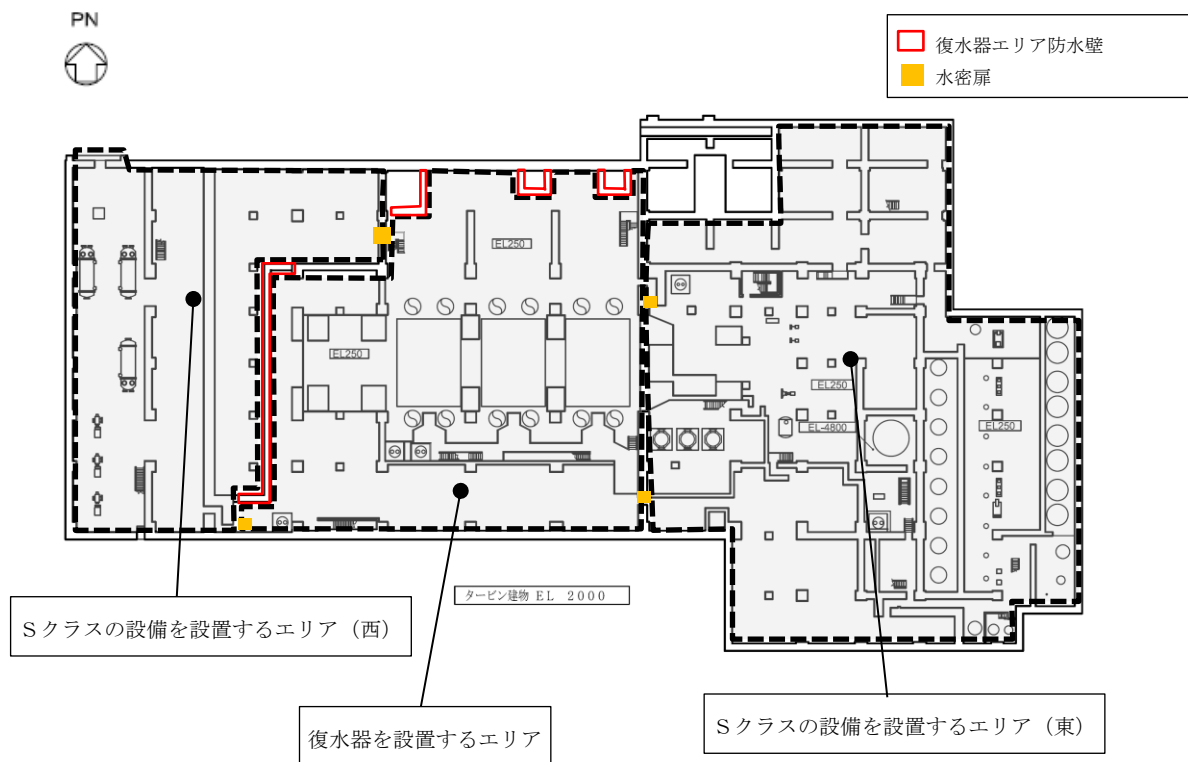 PN
復水器エリア防水壁
水密扉
EL250
EL250
EL250
EL-4800
EL250
タービン建物 EL 2000
Sクラスの設備を設置するエリア（西）
復水器を設置するエリア
Sクラスの設備を設置するエリア（東）